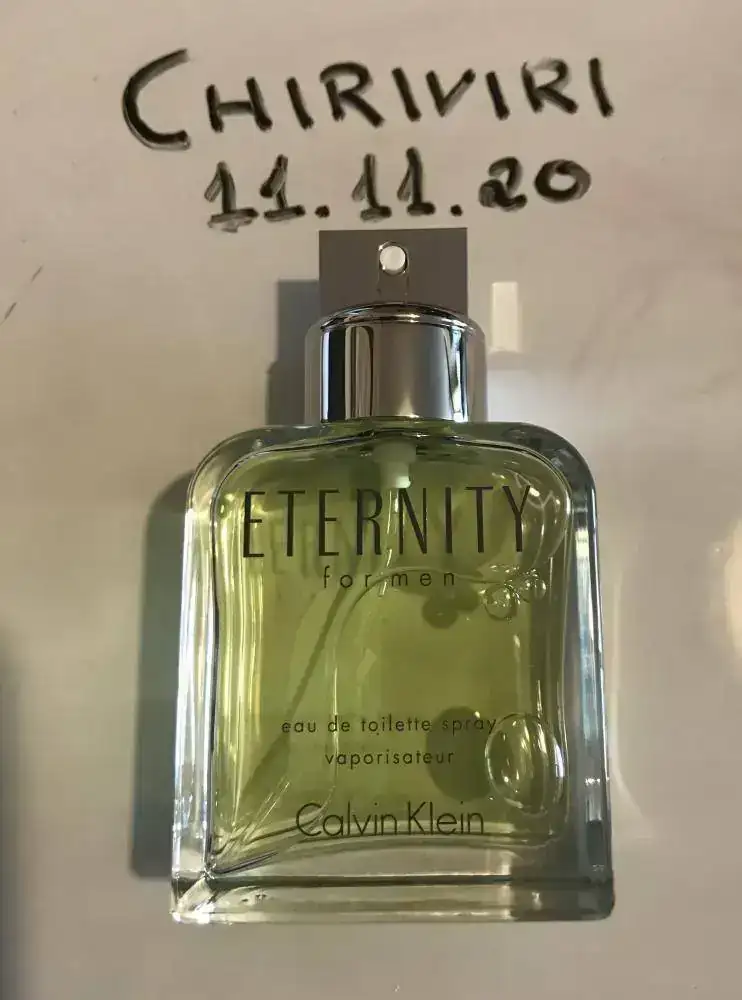 CHIRIVIRI
11.11.20
ETERNITY
for men
eau de toilette spray
vaporisateur
Calvin Klein